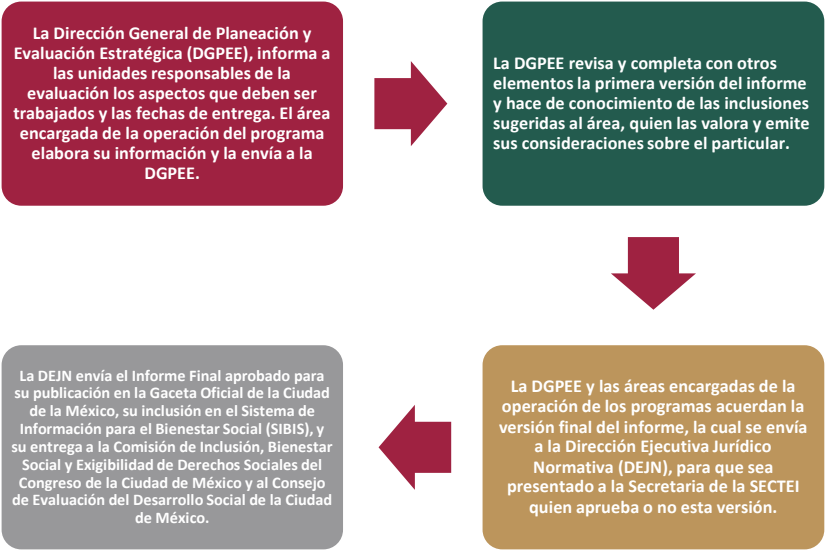 La Dirección General de Planeación y
Evaluación Estratégica (DGPEE), informa a
las unidades responsables de la
evaluación los aspectos que deben ser
trabajados y las fechas de entrega. El área
encargada de la operación del programa
elabora su información y la envía a la
DGPEE.
La DGPEE revisa y completa con otros
elementos la primera versión del informe
y hace de conocimiento de las inclusiones
sugeridas al área, quien las valora y emite
sus consideraciones sobre el particular.
La DGPEE y las áreas encargadas de la
operación de los programas acuerdan la
versión final del informe, la cual se envía
a la Dirección Ejecutiva Jurídico
Normativa (DEJN), para que sea
presentado a la Secretaria de la SECTEI
quien aprueba o no esta versión.
La DEJN envía el Informe Final aprobado para
su publicación en la Gaceta Oficial de la Ciudad
de la México, su inclusión en el Sistema de
Información para el Bienestar Social (SIBIS), y
su entrega a la Comisión de Inclusión, Bienestar
Social y Exigibilidad de Derechos Sociales del
Congreso de la Ciudad de México y al Consejo
de Evaluación del Desarrollo Social de la Ciudad
de México.